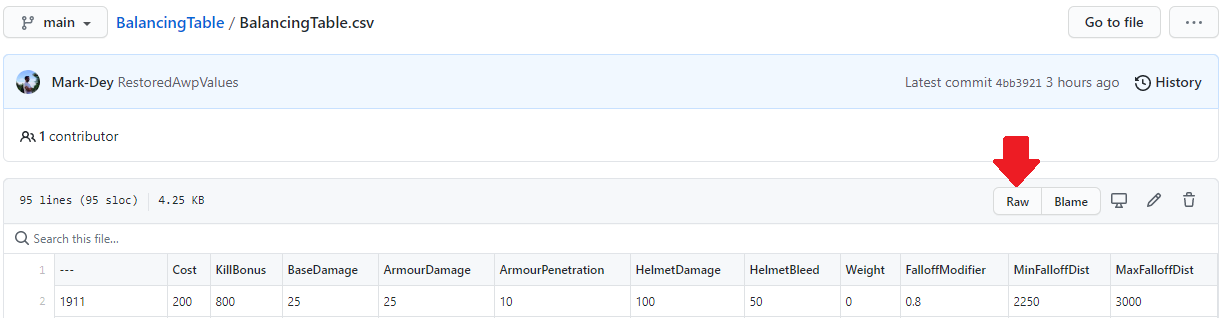 main BalancingTable / BalancingTable.csv Go to file ...
Mark-Dey RestoredAwpValues Latest commit 4bb3921 3 hours ago History
1 contributor
95 lines (95 sloc) 4.25 KB Raw Blame
Search this file...
1 --- Cost KillBonus BaseDamage ArmourDamage ArmourPenetration HelmetDamage HelmetBleed Weight FalloffModifier MinFalloffDist MaxFalloffDist
2 1911 200 800 25 25 10 100 50 0 0.8 2250 3000